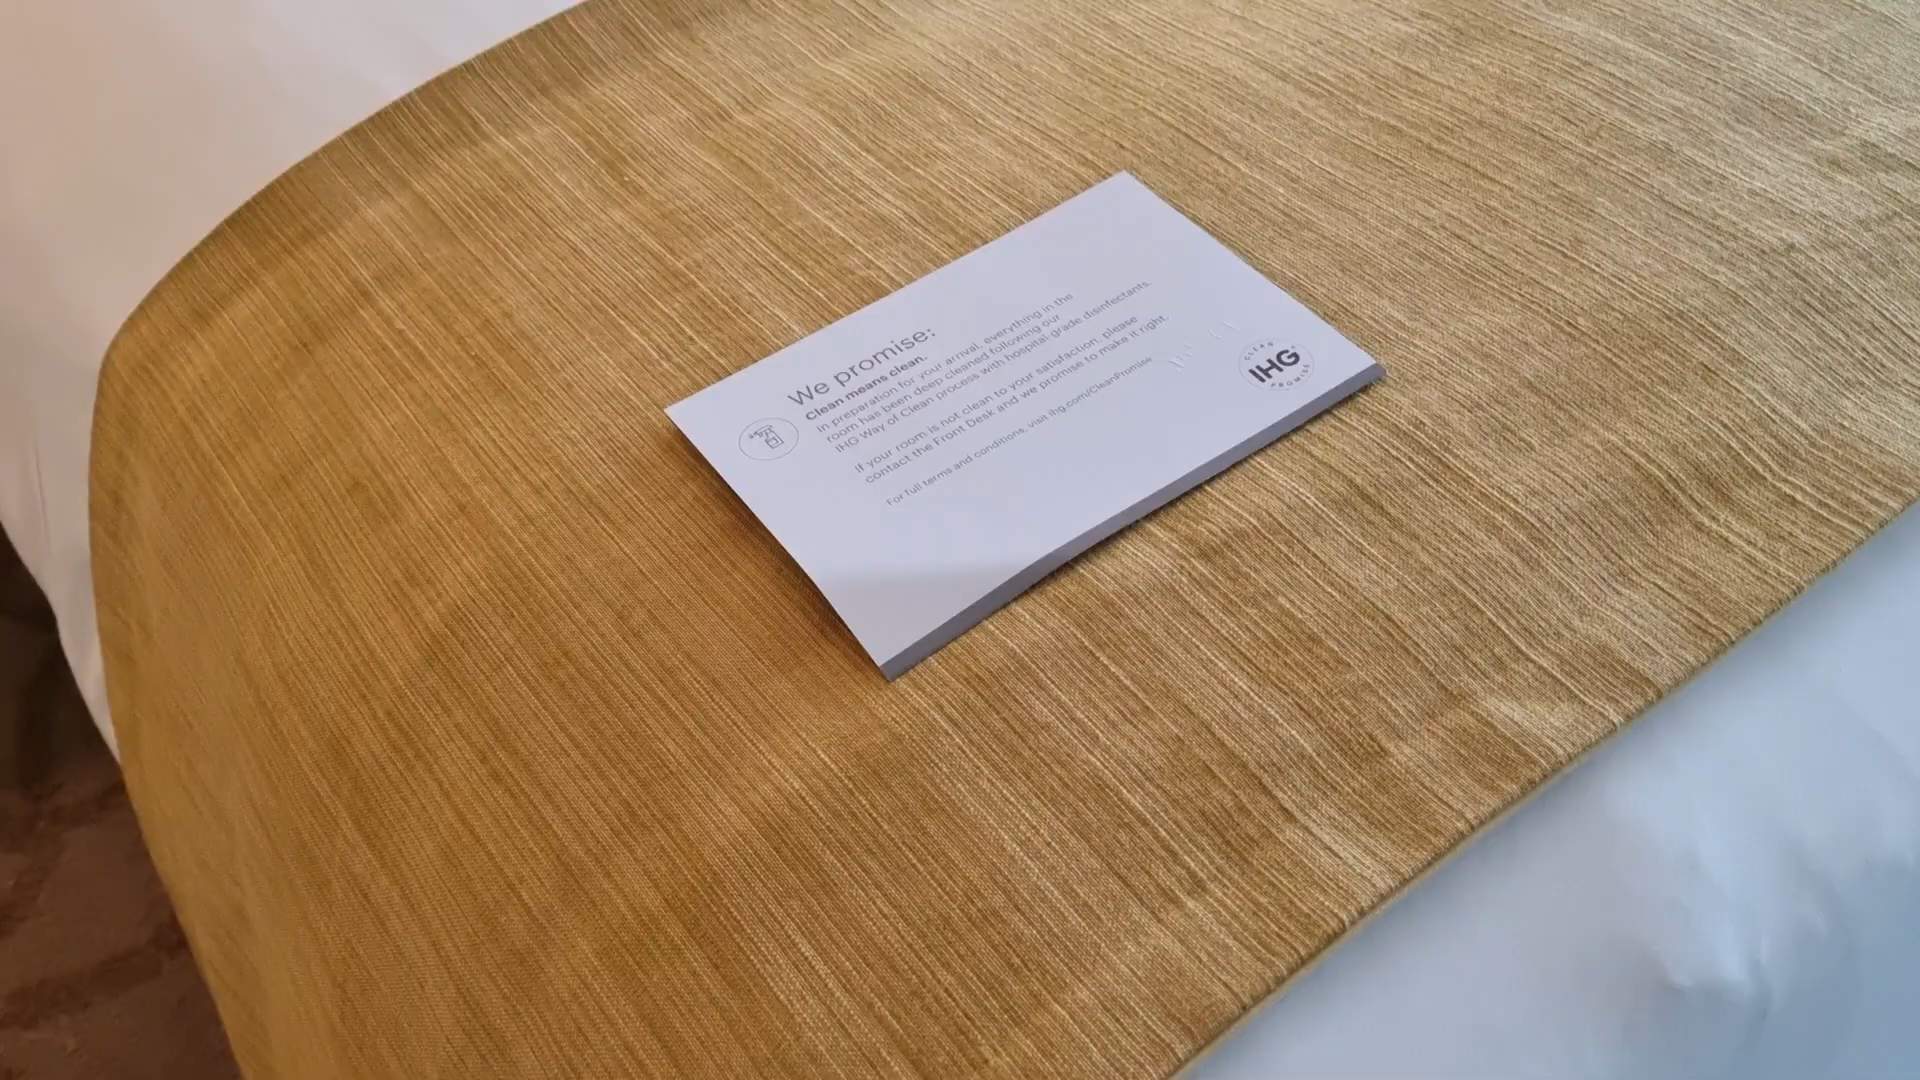 We promise:
Clean means clean.
In preparation for your arrival, everything in the
room has been deep cleaned following our
IHG Way of Clean process with hospital-grade disinfectants.
If your room is not clean to your satisfaction, please
contact the Front Desk and we promise to make it right.
For full terms and conditions, visit ihg.com/CleanPromise
CLEAN
IHG®
PROMISE